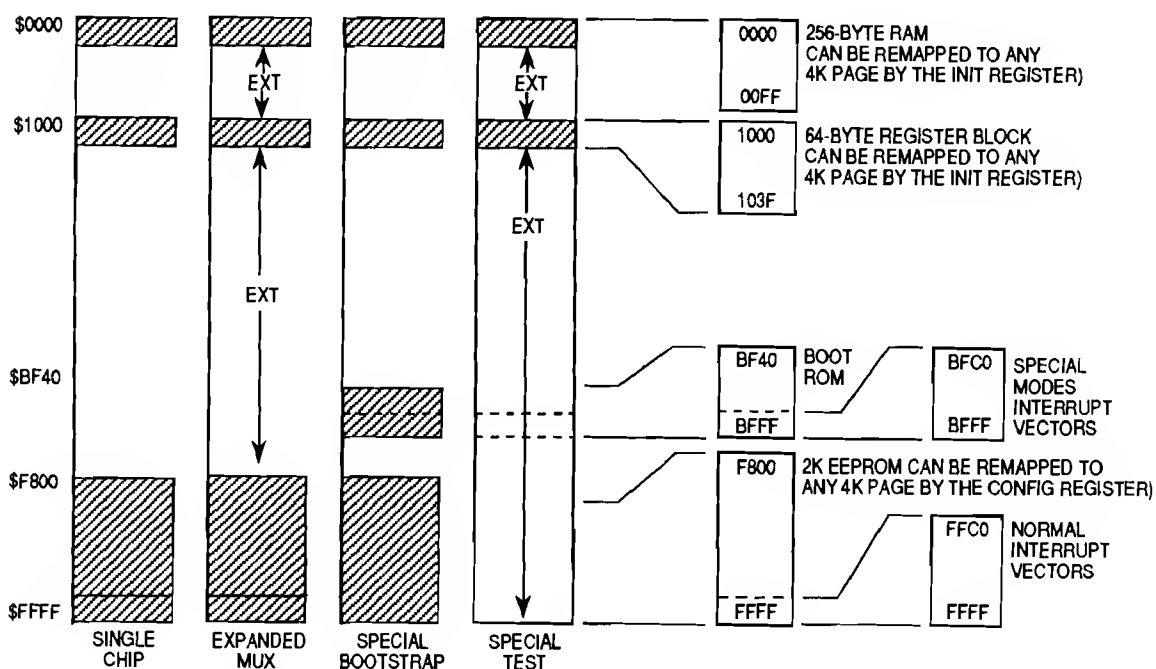 $0000
$1000
$BF40
$F800
$FFFF
EXT
EXT
EXT
EXT
SINGLE
CHIP
EXPANDED
MUX
SPECIAL
BOOTSTRAP
SPECIAL
TEST
0000
00FF
256-BYTE RAM
CAN BE REMAPPED TO ANY
4K PAGE BY THE INIT REGISTER)
1000
103F
64-BYTE REGISTER BLOCK
CAN BE REMAPPED TO ANY
4K PAGE BY THE INIT REGISTER)
BF40
BFFF
BOOT
ROM
BFC0
BFFF
SPECIAL
MODES
INTERRUPT
VECTORS
F800
FFFF
2K EEPROM CAN BE REMAPPED TO
ANY 4K PAGE BY THE CONFIG REGISTER)
FFC0
FFFF
NORMAL
INTERRUPT
VECTORS